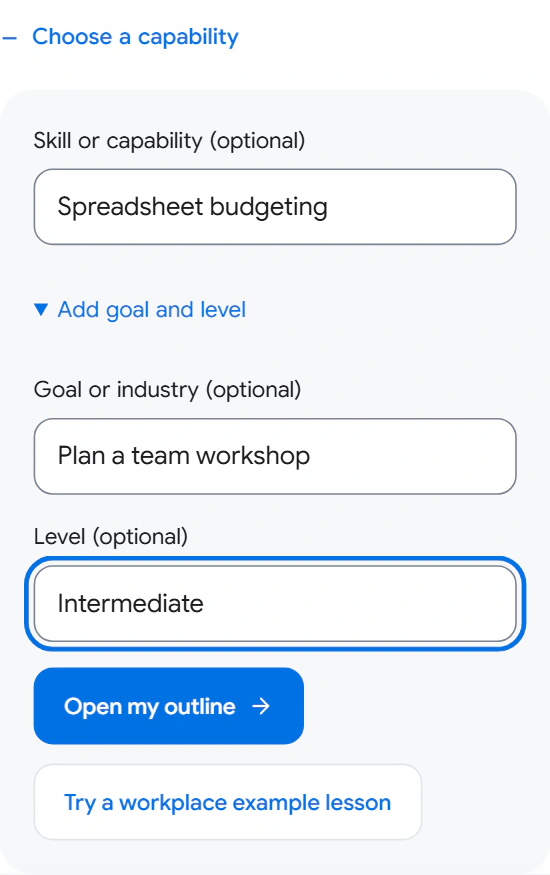 – Choose a capability
Skill or capability (optional)
Spreadsheet budgeting
▼ Add goal and level
Goal or industry (optional)
Plan a team workshop
Level (optional)
Intermediate
Open my outline →
Try a workplace example lesson